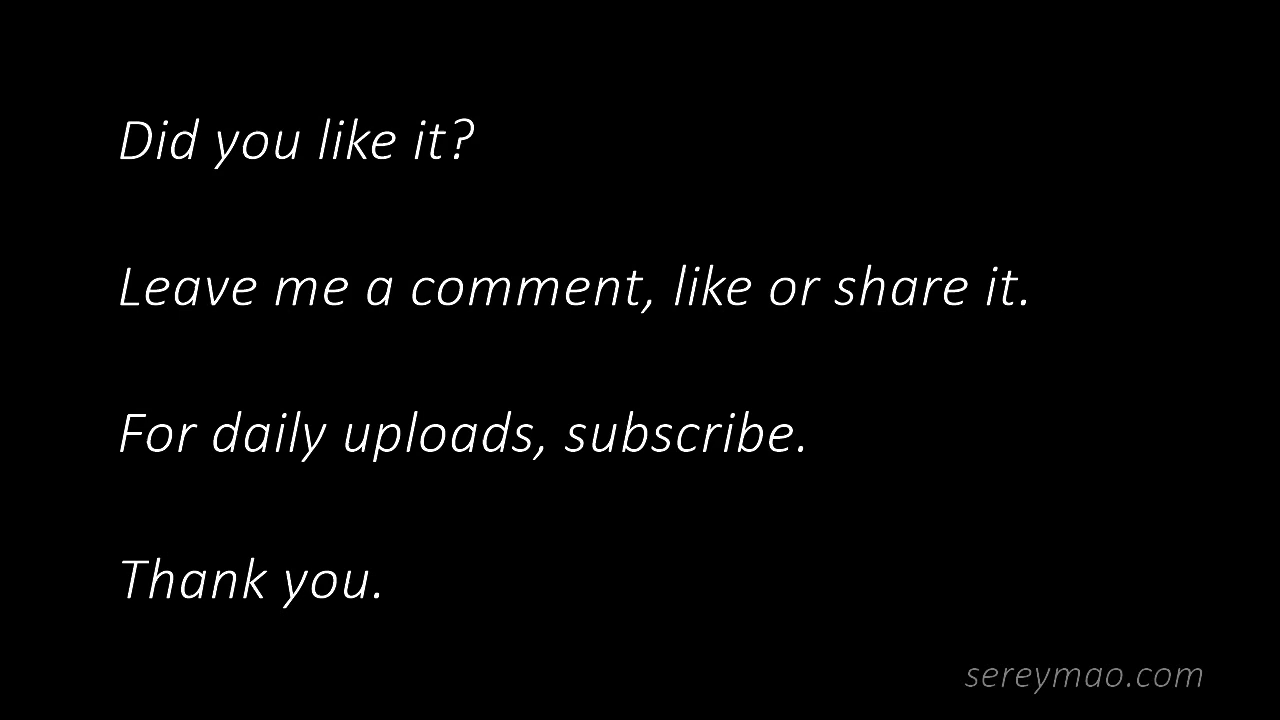 Did you like it?
Leave me a comment, like or share it.
For daily uploads, subscribe.
Thank you.
sereymao.com